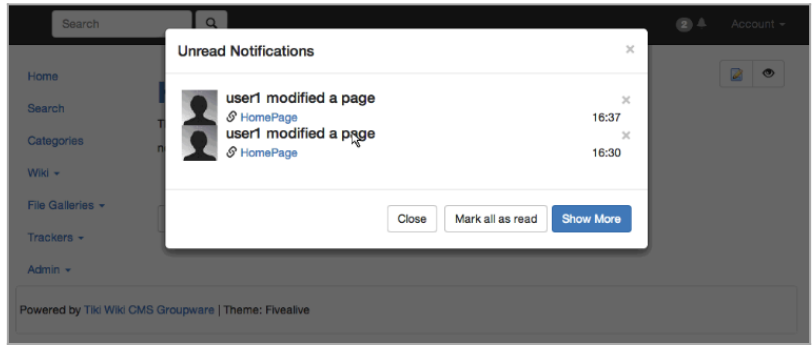 Search
2
Account
Unread Notifications
×
Home
Search
Categories
Wiki
File Galleries
Trackers
Admin
user1 modified a page
×
HomePage
16:37
user1 modified a page
×
HomePage
16:30
Close
Mark all as read
Show More
Powered by Tiki Wiki CMS Groupware | Theme: Fivealive